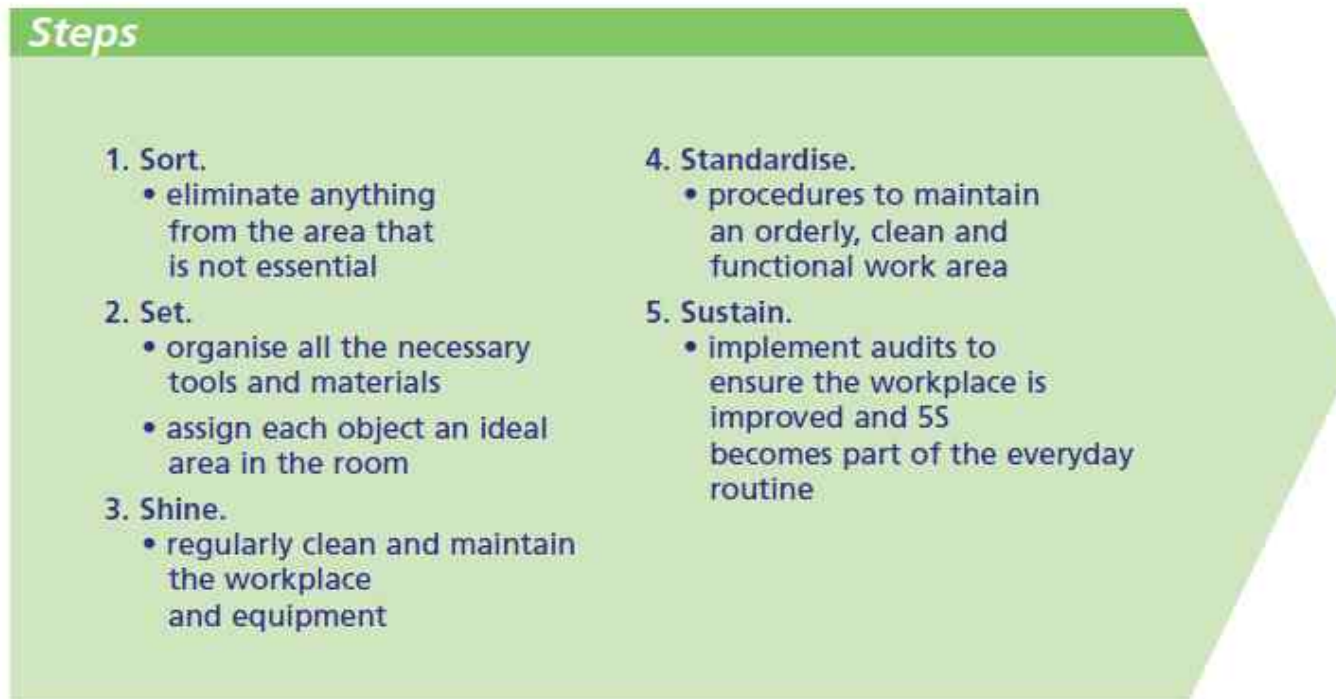 Steps
1. Sort.
• eliminate anything
from the area that
is not essential
2. Set.
• organise all the necessary
tools and materials
• assign each object an ideal
area in the room
3. Shine.
• regularly clean and maintain
the workplace
and equipment
4. Standardise.
• procedures to maintain
an orderly, clean and
functional work area
5. Sustain.
• implement audits to
ensure the workplace is
improved and 5S
becomes part of the everyday
routine